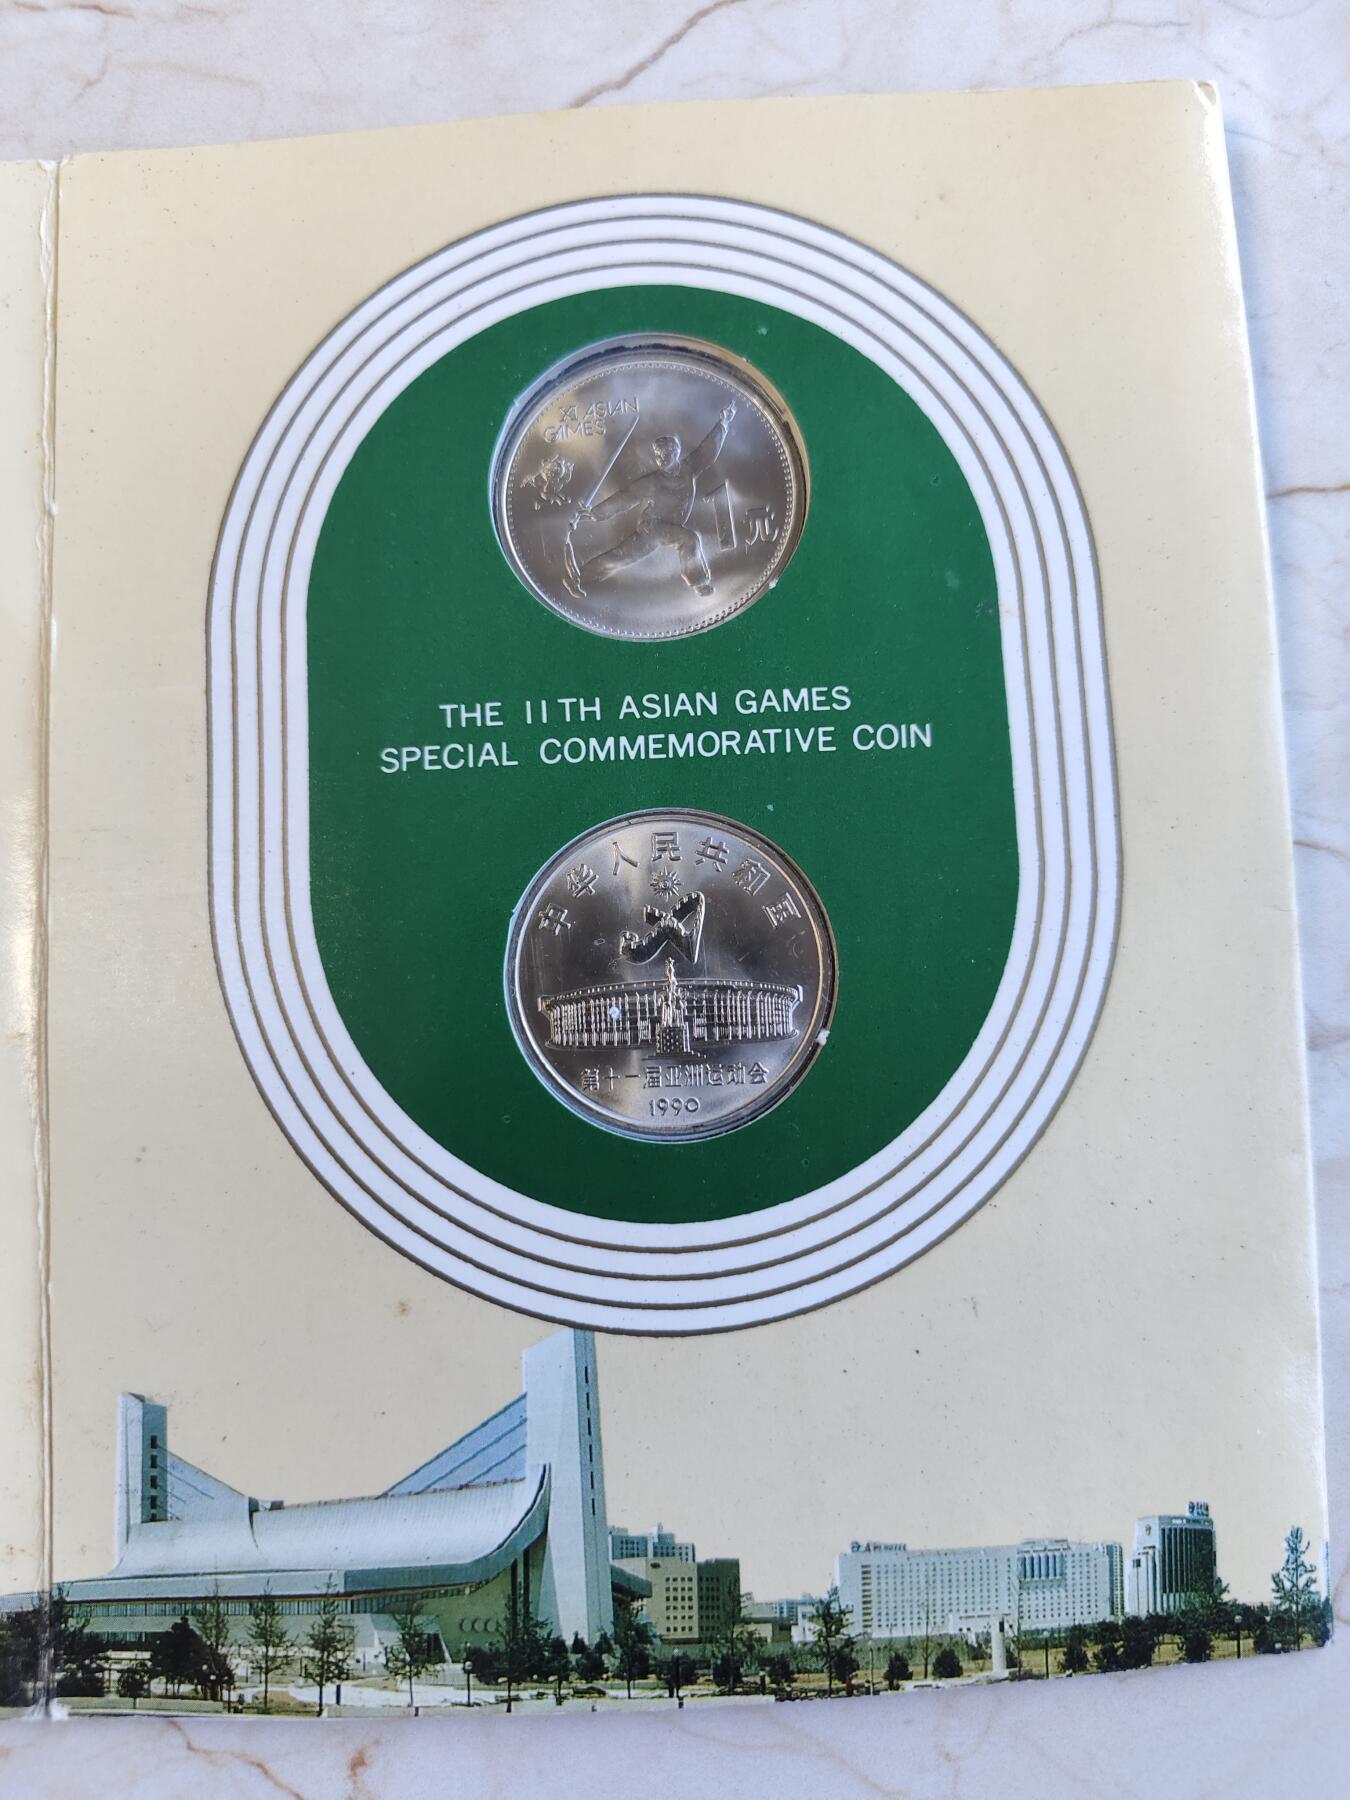 XI ASIAN
GAMES
1元
THE 11TH ASIAN GAMES
SPECIAL COMMEMORATIVE COIN
中华人民共和国
第十一届亚洲运动会
1990